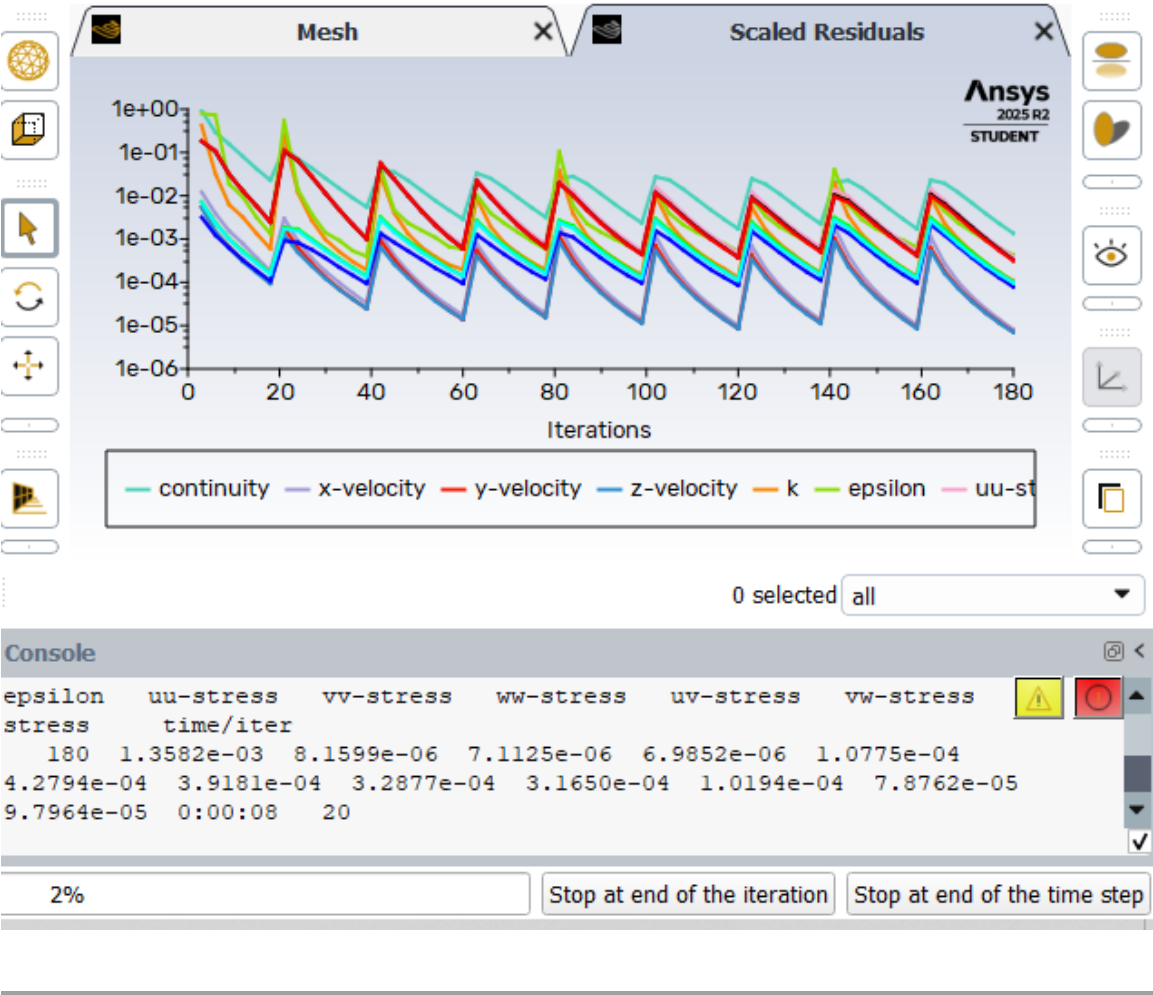 Mesh
Scaled Residuals
Ansys
2025 R2
STUDENT
1e+00
1e-01
1e-02
1e-03
1e-04
1e-05
1e-06
0 20 40 60 80 100 120 140 160 180
Iterations
continuity x-velocity y-velocity z-velocity k epsilon uu-st
0 selected all
Console
epsilon uu-stress vv-stress ww-stress uv-stress vw-stress
stress time/iter
180 1.3582e-03 8.1599e-06 7.1125e-06 6.9852e-06 1.0775e-04
4.2794e-04 3.9181e-04 3.2877e-04 3.1650e-04 1.0194e-04 7.8762e-05
9.7964e-05 0:00:08 20
2% Stop at end of the iteration Stop at end of the time step